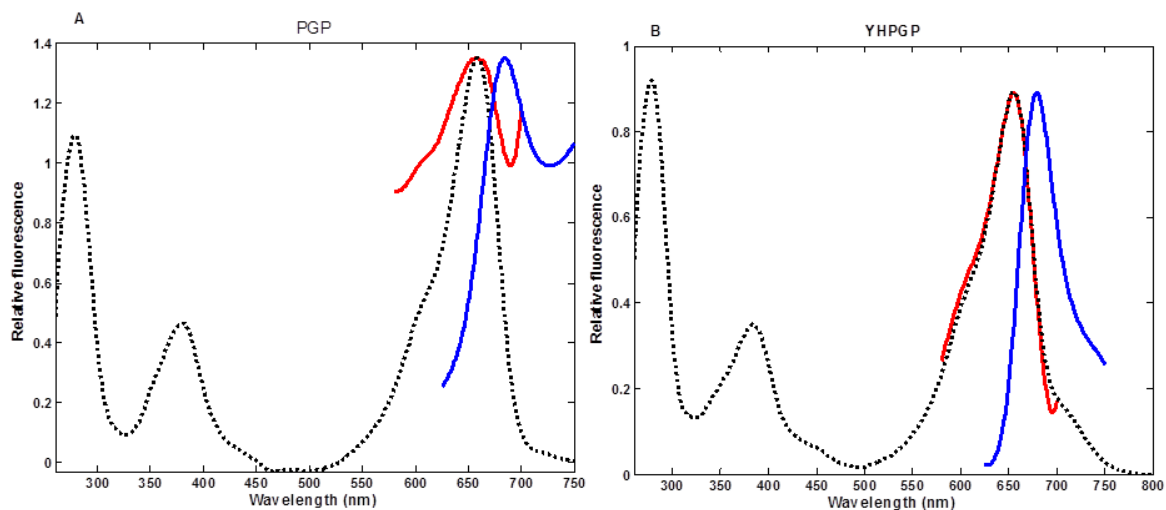 A
PGP
1.4
1.2
1
0.8
0.6
0.4
0.2
0
Relative fluorescence
300 350 400 450 500 550 600 650 700 750
Wavelength (nm)
B
YHPGP
1
0.8
0.6
0.4
0.2
0
Relative fluorescence
300 350 400 450 500 550 600 650 700 750 800
Wavelength (nm)